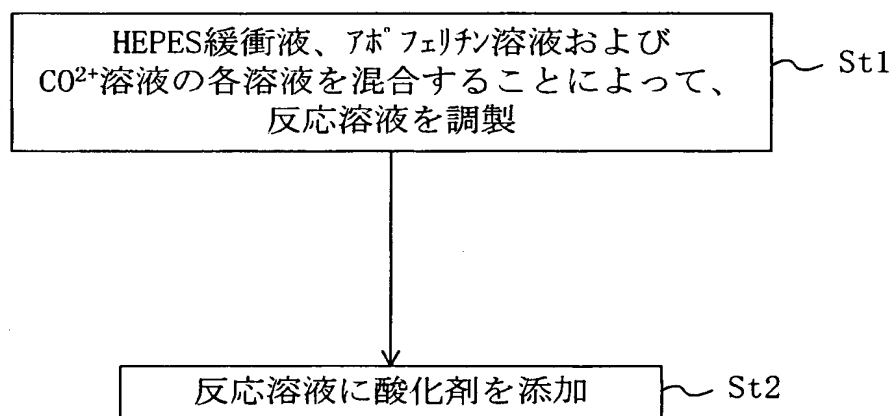 HEPES緩衝液、ｱﾎﾟﾌｪﾘﾁﾝ溶液および
CO²⁺溶液の各溶液を混合することによって、
反応溶液を調製
St1
反応溶液に酸化剤を添加
St2